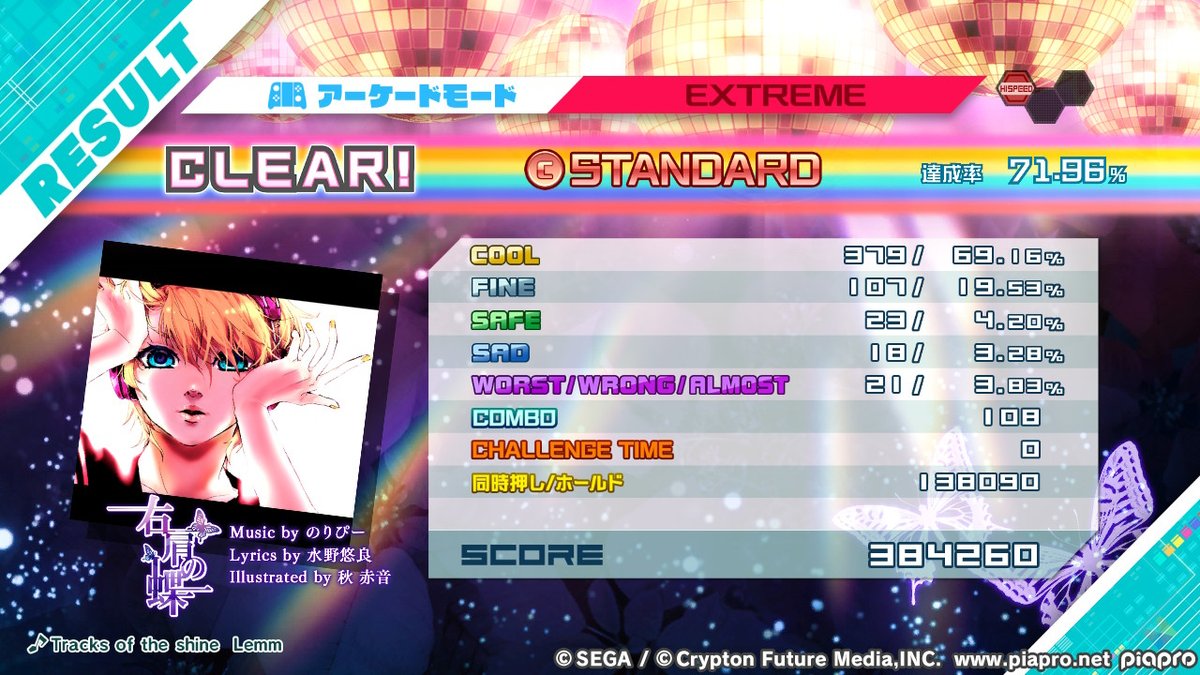 RESULT
アーケードモード
EXTREME
HISPEED
CLEAR!
G STANDARD
達成率 71.96%
COOL 379/ 69.16%
FINE 107/ 19.53%
SAFE 23/ 4.20%
SAD 18/ 3.28%
WORST/WRONG/ALMOST 21/ 3.83%
COMBO 108
CHALLENGE TIME 0
同時押し/ホールド 138090
SCORE 384260
右肩の蝶
Music by のりぴー
Lyrics by 水野悠良
Illustrated by 秋 赤音
♪Tracks of the shine Lemm
©SEGA / ©Crypton Future Media,INC. www.piapro.net piapro